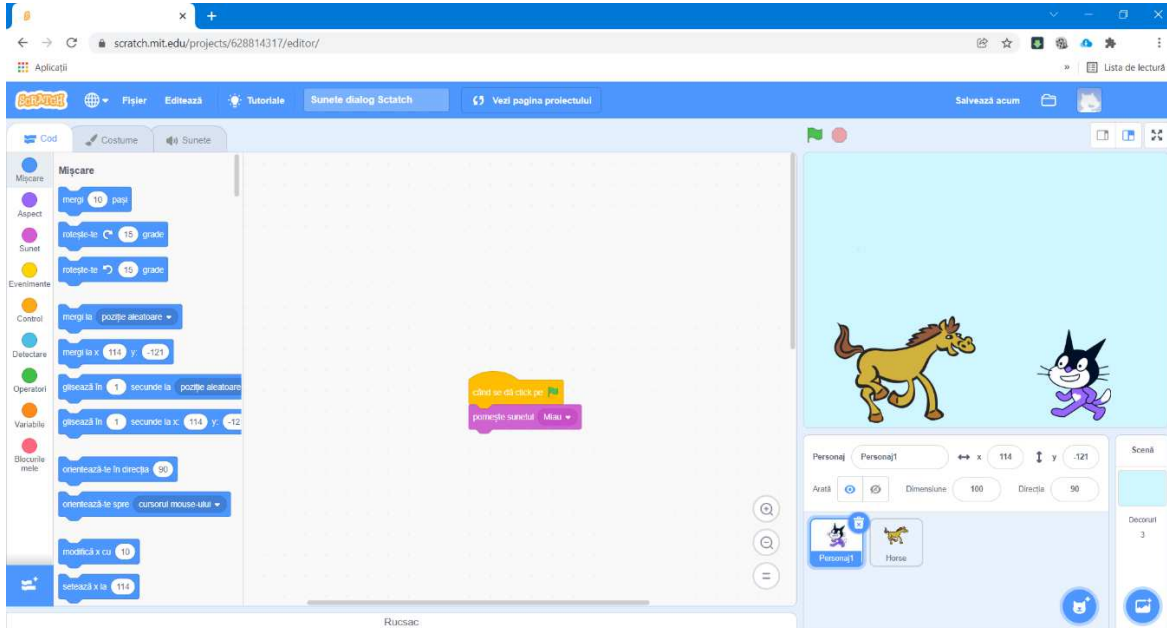 scratch.mit.edu/projects/628814317/editor/
Aplicații
»
Lista de lectură
SCRATCH
Fișier
Editează
Tutoriale
Sunete dialog Sctatch
Vezi pagina proiectului
Salvează acum
Cod
Costume
Sunete
Mișcare
Aspect
Sunet
Evenimente
Control
Detectare
Operatori
Variabile
Blocurile
mele
Mișcare
mergi 10 pași
rotește-te 15 grade
rotește-te 15 grade
mergi la poziție aleatoare
mergi la x: 114 y: -121
glisează în 1 secunde la poziție aleatoare
glisează în 1 secunde la x: 114 y: -12
orientează-te în direcția 90
orientează-te spre cursorul mouse-ului
modifică x cu 10
setează x la 114
când se dă click pe
pornește sunetul Miau
Rucsac
Personaj Personaj1 x 114 y -121
Arată Dimensiune 100 Direcția 90
Personaj1
Horse
Scenă
Decoruri
3